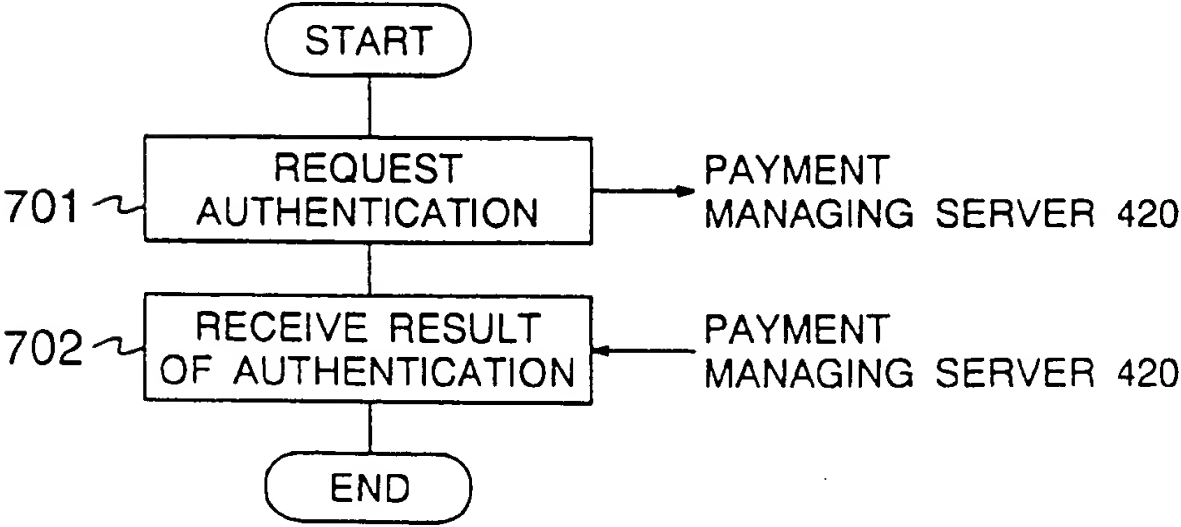 START
701
REQUEST
AUTHENTICATION
PAYMENT
MANAGING SERVER 420
702
RECEIVE RESULT
OF AUTHENTICATION
PAYMENT
MANAGING SERVER 420
END